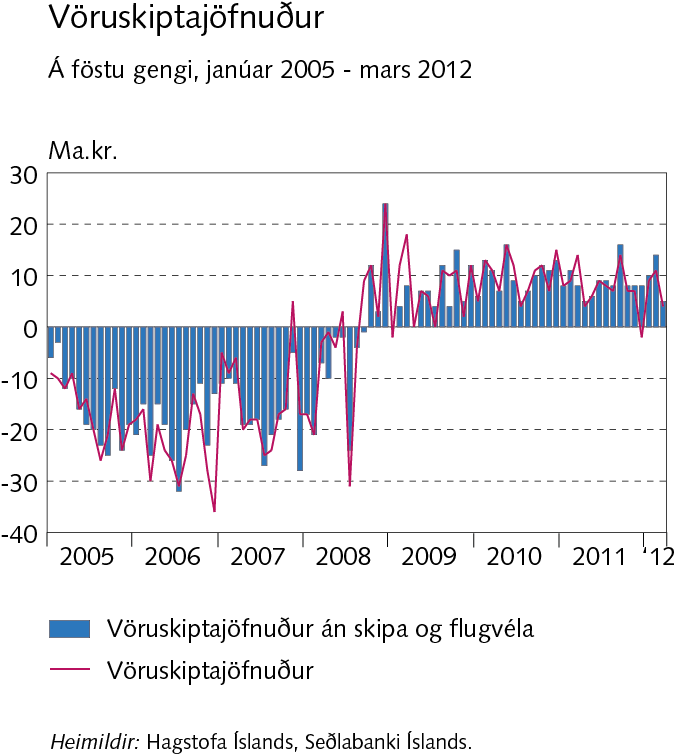 Vöruskiptajöfnuður
Á föstu gengi, janúar 2005 - mars 2012
Ma.kr.
30
20
10
0
-10
-20
-30
-40
2005 2006 2007 2008 2009 2010 2011 '12
Vöruskiptajöfnuður án skipa og flugvéla
Vöruskiptajöfnuður
Heimildir: Hagstofa Íslands, Seðlabanki Íslands.